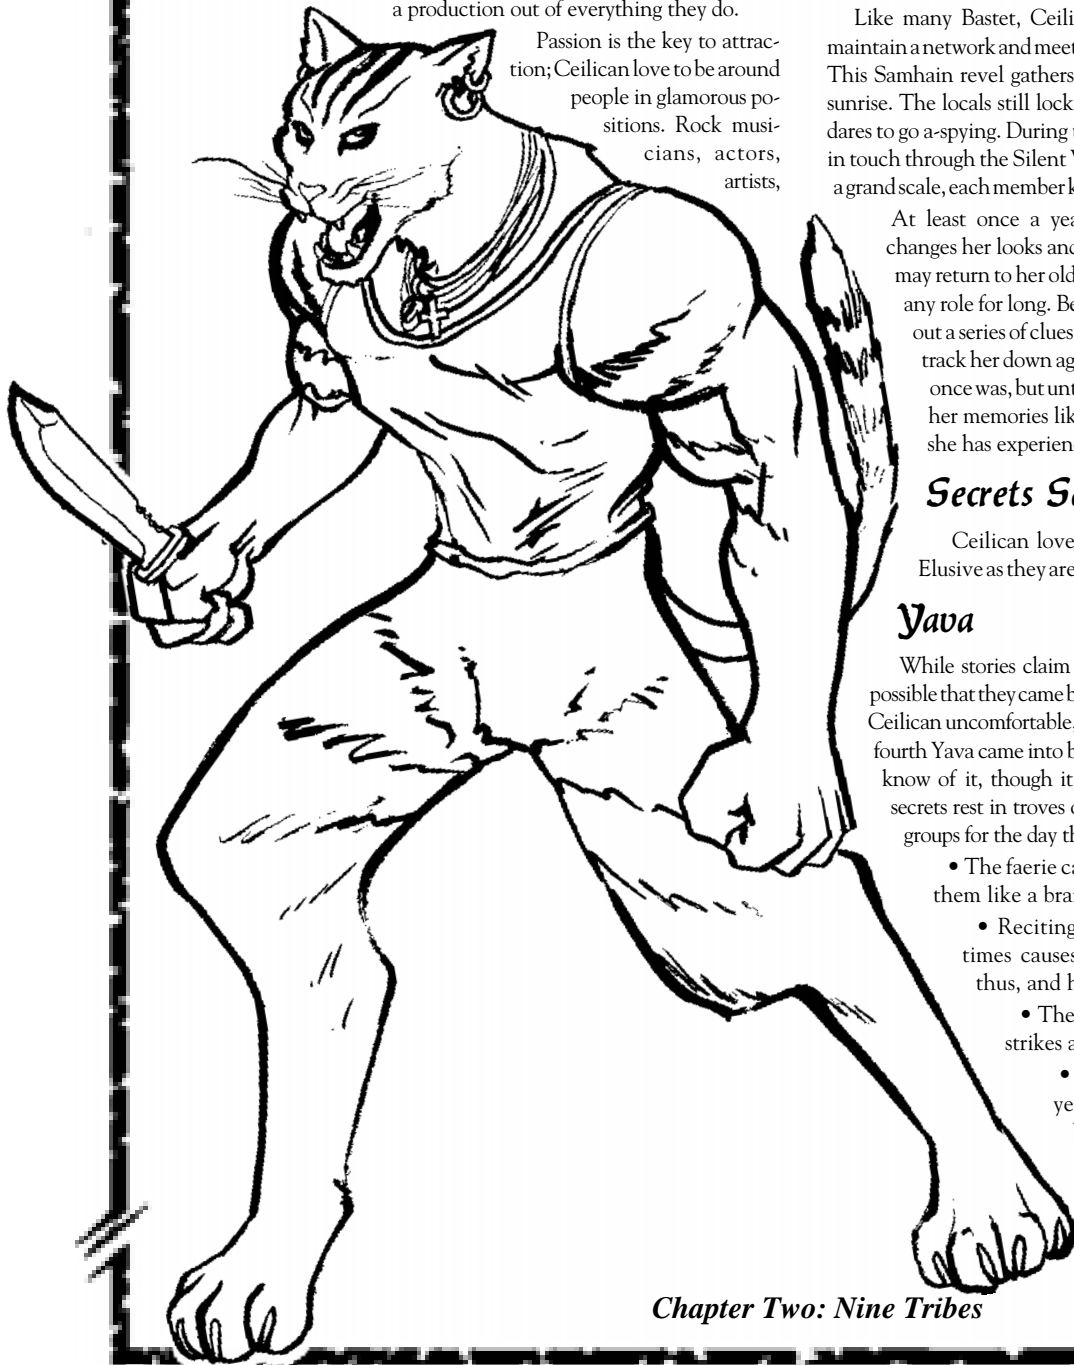 a production out of everything they do.
Passion is the key to attrac-
tion; Ceilican love to be around
people in glamorous po-
sitions. Rock musi-
cians, actors,
artists,
Like many Bastet, Ceili
maintain a network and meet
This Samhain revel gathers
sunrise. The locals still lock
dares to go a-spying. During
in touch through the Silent
a grand scale, each member
At least once a yea
changes her looks and
may return to her old
any role for long. Be
out a series of clues
track her down ag
once was, but unt
her memories lik
she has experien
Secrets
Ceilican love
Elusive as they are
Yava
While stories claim
possible that they came
Ceilican uncomfortable,
fourth Yava came into
know of it, though it
secrets rest in troves
groups for the day
• The faerie
them like a
• Reciting
times causes
thus, and
• The
strikes
•
ye
Chapter Two: Nine Tribes